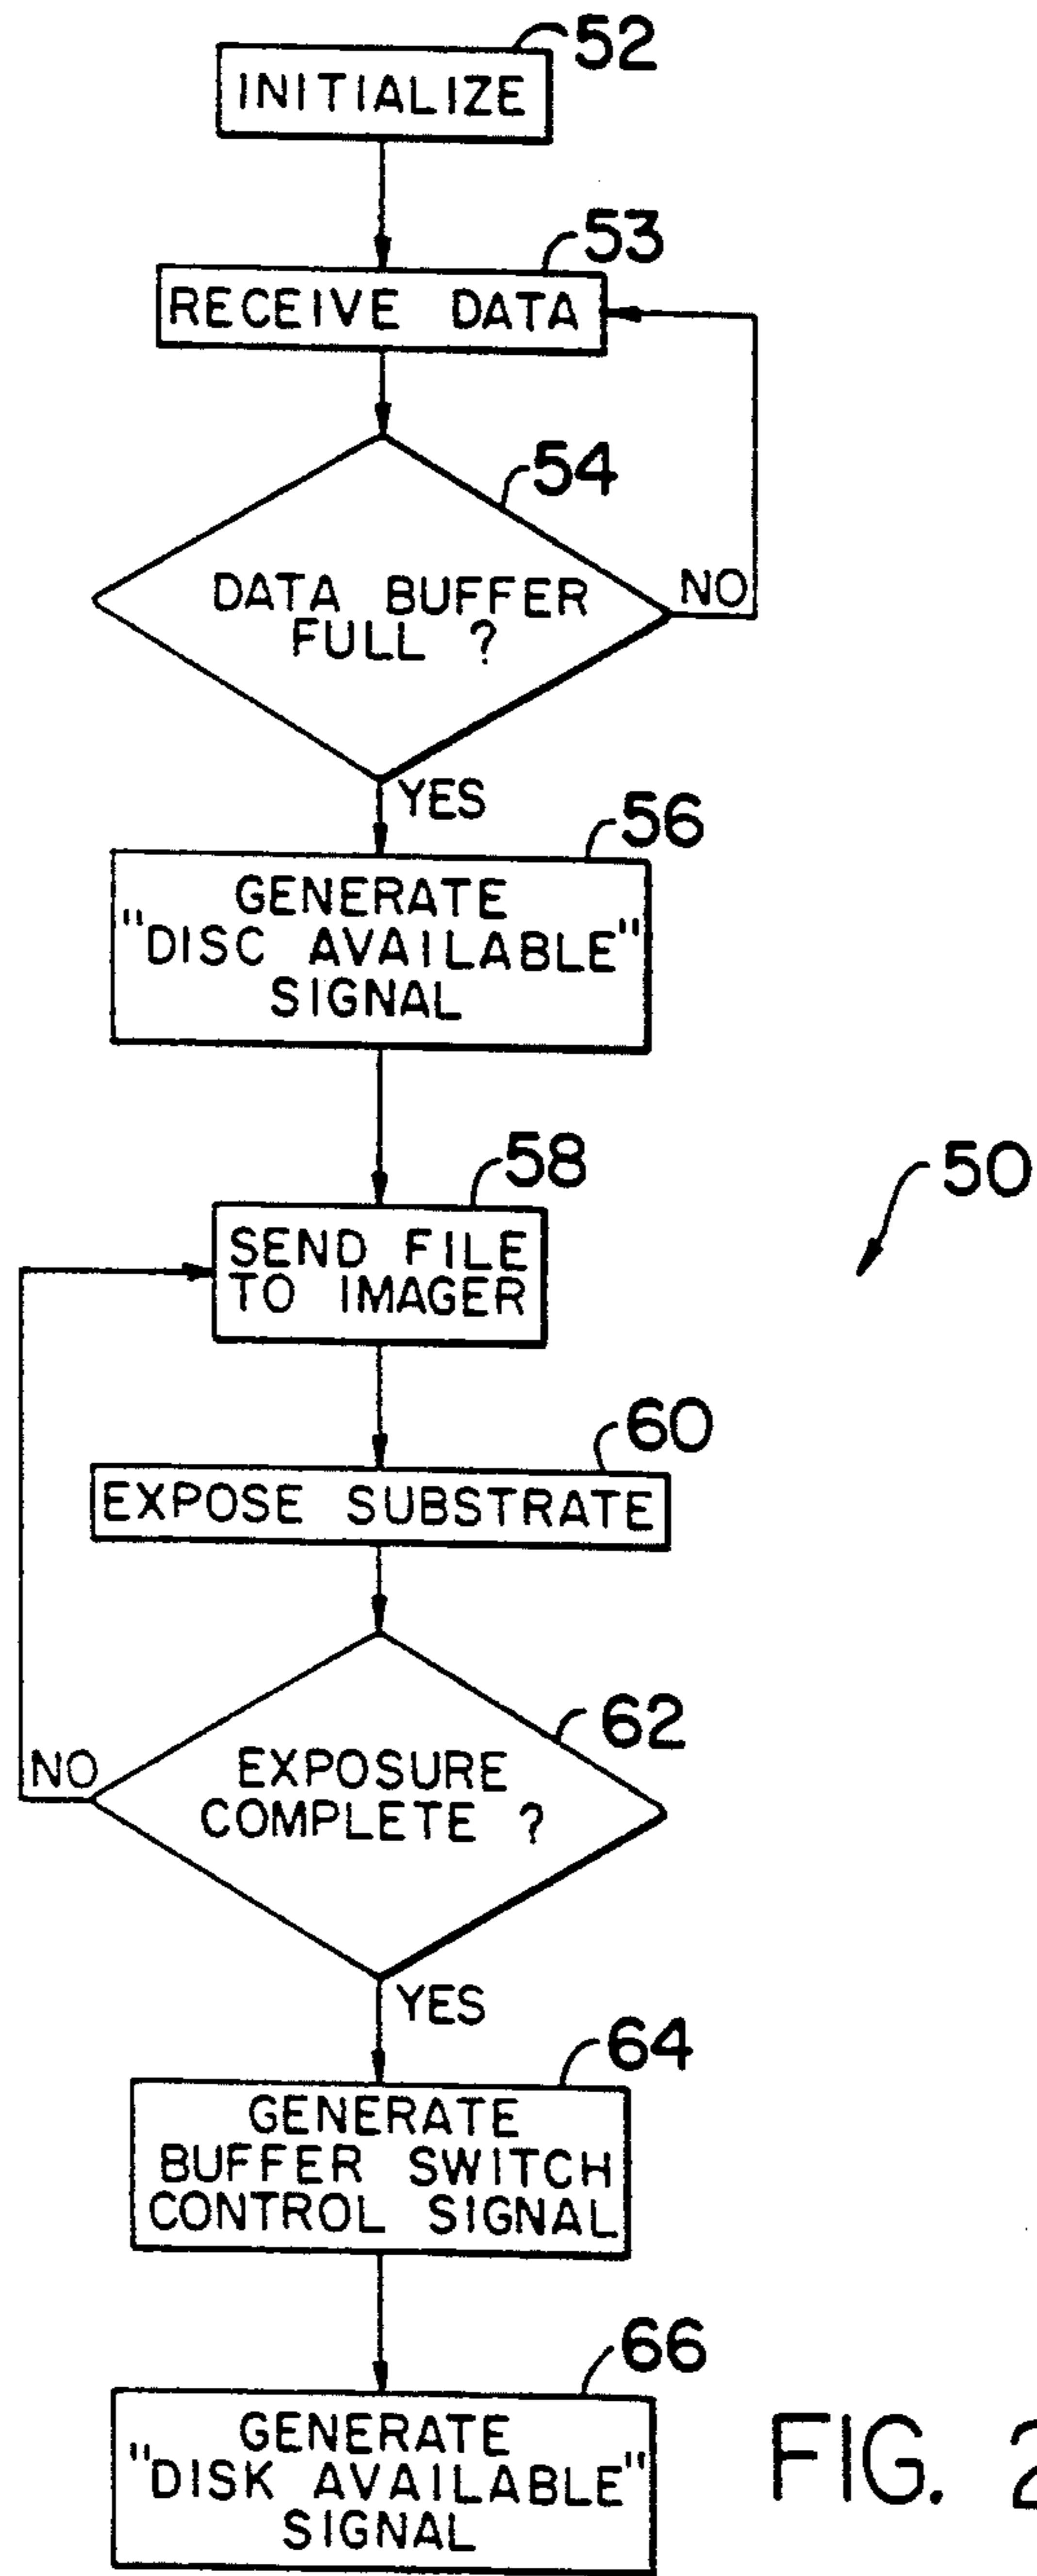 52
INITIALIZE
53
RECEIVE DATA
54
DATA BUFFER
FULL ?
NO
YES
56
GENERATE
"DISC AVAILABLE"
SIGNAL
58
50
SEND FILE
TO IMAGER
60
EXPOSE SUBSTRATE
62
NO
EXPOSURE
COMPLETE ?
YES
64
GENERATE
BUFFER SWITCH
CONTROL SIGNAL
66
GENERATE
"DISK AVAILABLE"
SIGNAL
FIG. 2